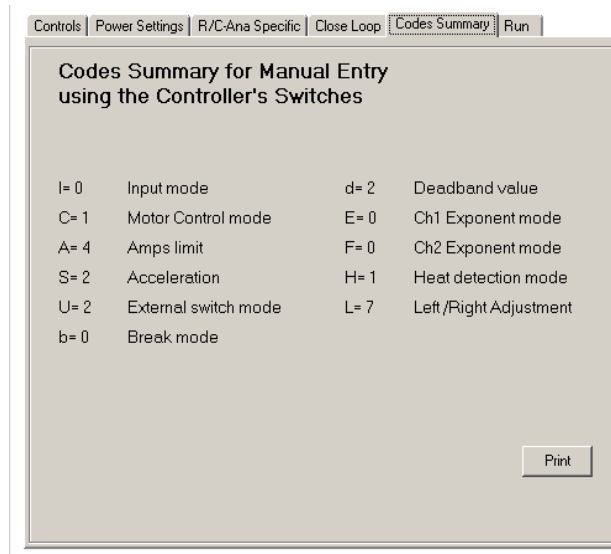 Controls Power Settings R/C-Ana Specific Close Loop Codes Summary Run
Codes Summary for Manual Entry
using the Controller's Switches
I= 0 Input mode
C= 1 Motor Control mode
A= 4 Amps limit
S= 2 Acceleration
U= 2 External switch mode
b= 0 Break mode
d= 2 Deadband value
E= 0 Ch1 Exponent mode
F= 0 Ch2 Exponent mode
H= 1 Heat detection mode
L= 7 Left/Right Adjustment
Print